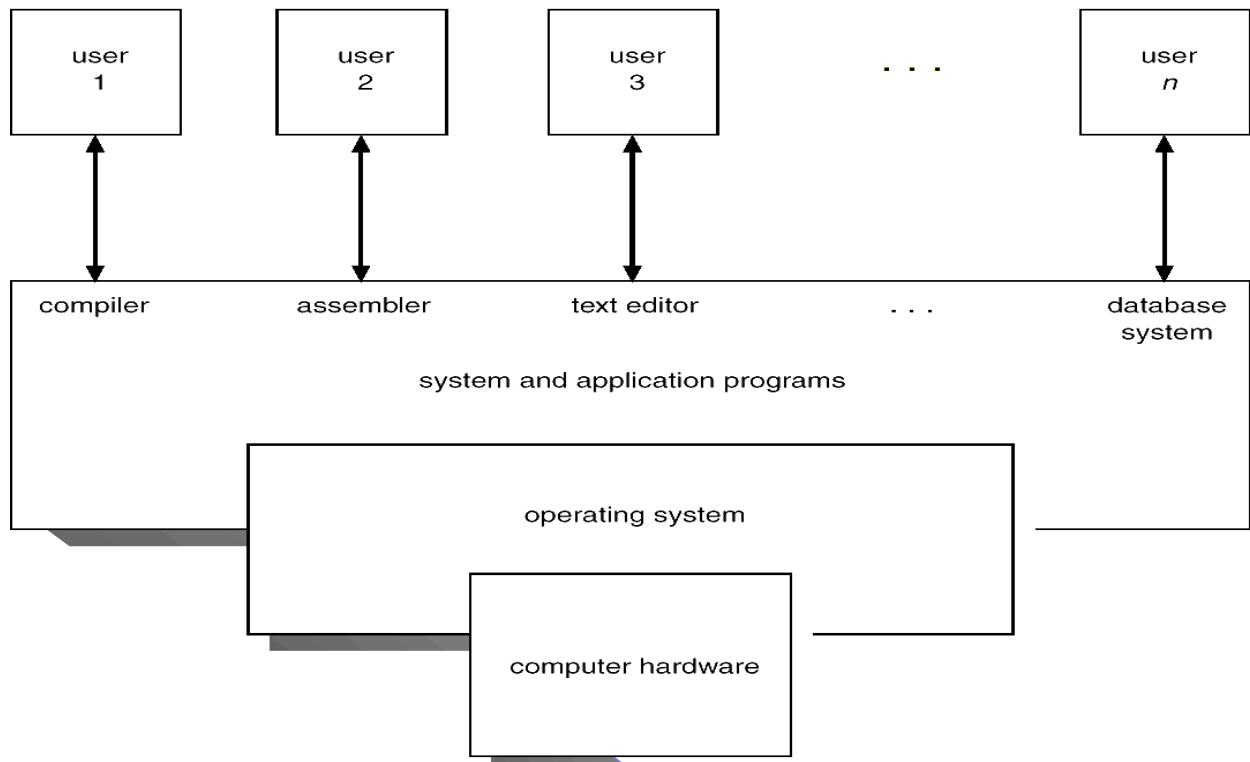 user
1
user
2
user
3
. . .
user
n
compiler
assembler
text editor
. . .
database
system
system and application programs
operating system
computer hardware